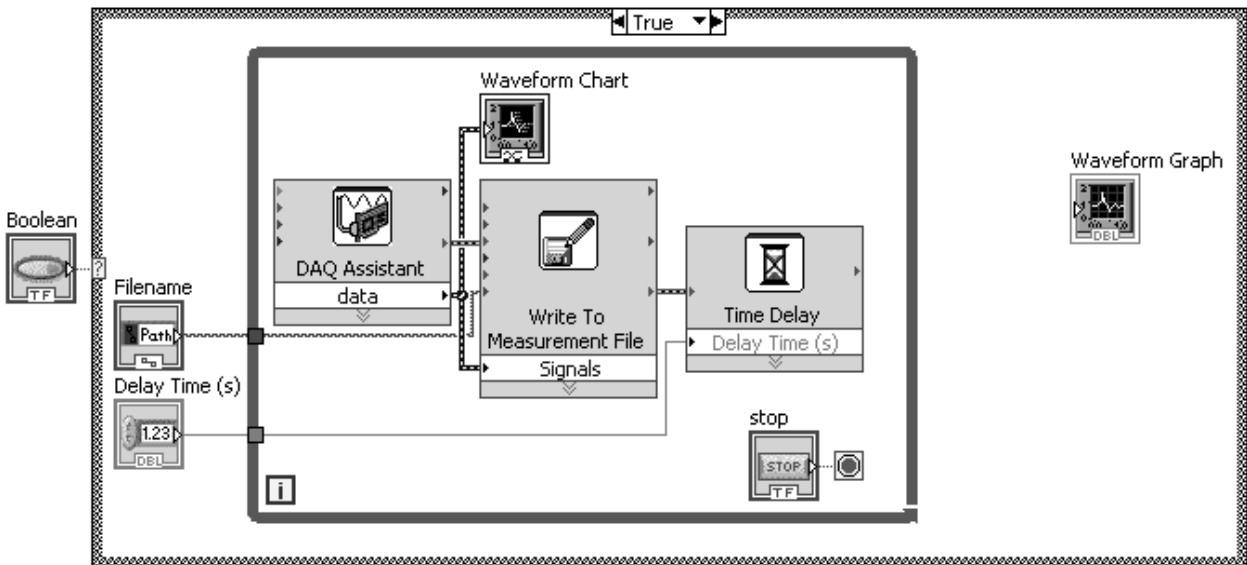 True
Waveform Chart
Waveform Graph
DBL
Boolean
TF
?
DAQ Assistant
data
Filename
Path
Write To
Measurement File
Signals
Time Delay
Delay Time (s)
Delay Time (s)
1.23
DBL
stop
STOP
TF
i